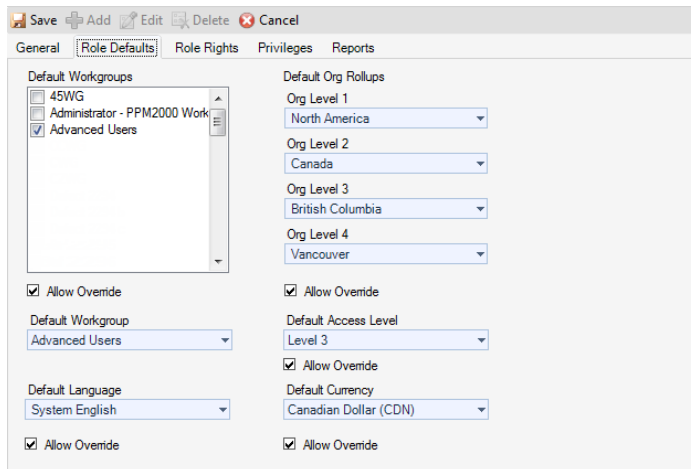 Save Add Edit Delete Cancel
General Role Defaults Role Rights Privileges Reports
Default Workgroups
45WG
Administrator - PPM2000 Work
Advanced Users
Allow Override
Default Workgroup
Advanced Users
Default Language
System English
Allow Override
Default Org Rollups
Org Level 1
North America
Org Level 2
Canada
Org Level 3
British Columbia
Org Level 4
Vancouver
Allow Override
Default Access Level
Level 3
Allow Override
Default Currency
Canadian Dollar (CDN)
Allow Override